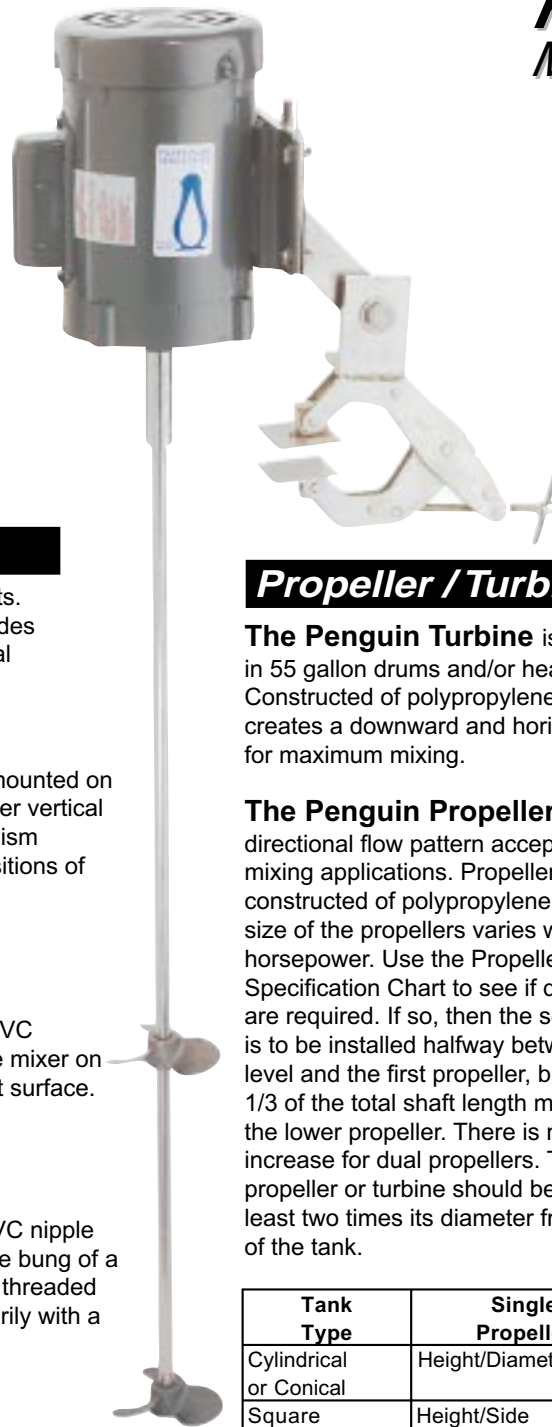 ts.
des
al
mounted on
er vertical
ism
sitions of
VC
e mixer on
t surface.
VC nipple
e bung of a
threaded
rily with a
Propeller / Turb
The Penguin Turbine is
in 55 gallon drums and/or hea
Constructed of polypropylene
creates a downward and hori
for maximum mixing.
The Penguin Propeller
directional flow pattern accep
mixing applications. Propeller
constructed of polypropylene
size of the propellers varies w
horsepower. Use the Propelle
Specification Chart to see if d
are required. If so, then the s
is to be installed halfway betw
level and the first propeller, b
1/3 of the total shaft length m
the lower propeller. There is n
increase for dual propellers. T
propeller or turbine should be
least two times its diameter fr
of the tank.
Tank Single
Type Propell
Cylindrical Height/Diamet
or Conical
Square Height/Side